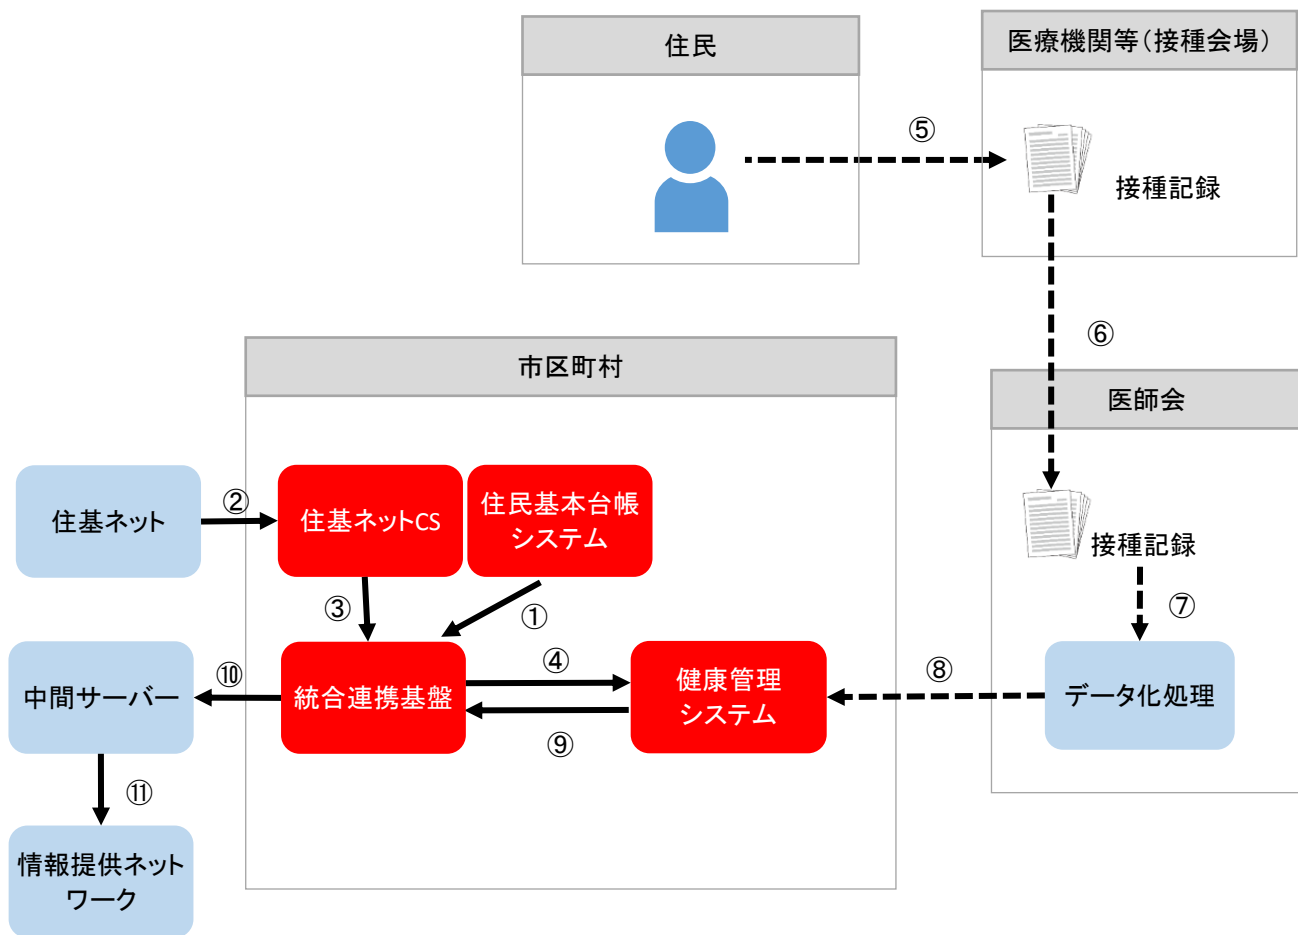 住民
医療機関等（接種会場）
⑤
接種記録
⑥
市区町村
医師会
住基ネット
②
住基ネットCS
住民基本台帳
システム
接種記録
③
①
⑦
中間サーバー
⑩
統合連携基盤
④
⑨
健康管理
システム
⑧
データ化処理
⑪
情報提供ネット
ワーク